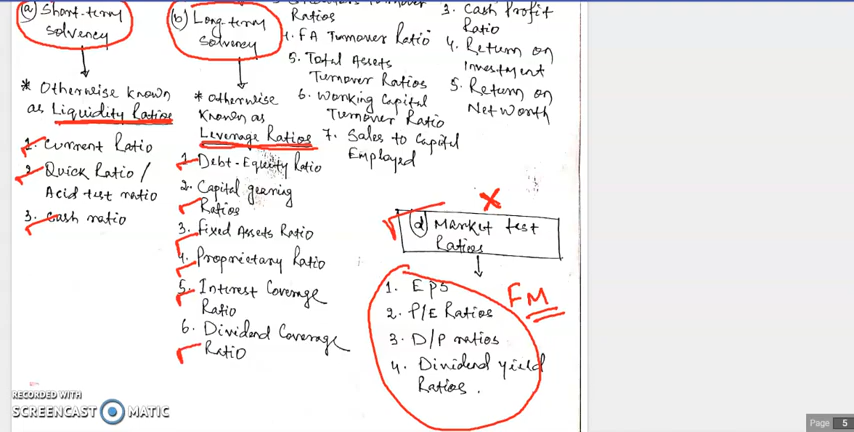 (a) Short-term
solvency
* Otherwise known
as Liquidity Ratios
1. Current Ratio
2. Quick Ratio /
Acid test ratio
3. Cash ratio
(b) Long-term
solvency
* Otherwise
known as
Leverage Ratios
1. Debt-Equity Ratio
2. Capital gearing
Ratios
3. Fixed Assets Ratio
4. Proprietary Ratio
5. Interest Coverage
Ratio
6. Dividend Coverage
Ratio
Turnover
Ratios
4. FA Turnover Ratio
5. Total Assets
Turnover Ratios
6. Working Capital
Turnover Ratio
7. Sales to Capital
Employed
3. Cash Profit
Ratio
4. Return on
Investment
5. Return on
Net Worth
X
(d) Market test
Ratios
1. EPS
2. P/E Ratios
3. D/P ratios
4. Dividend yield
Ratios.
FM
RECORDED WITH
SCREENCAST MATIC
Page 5